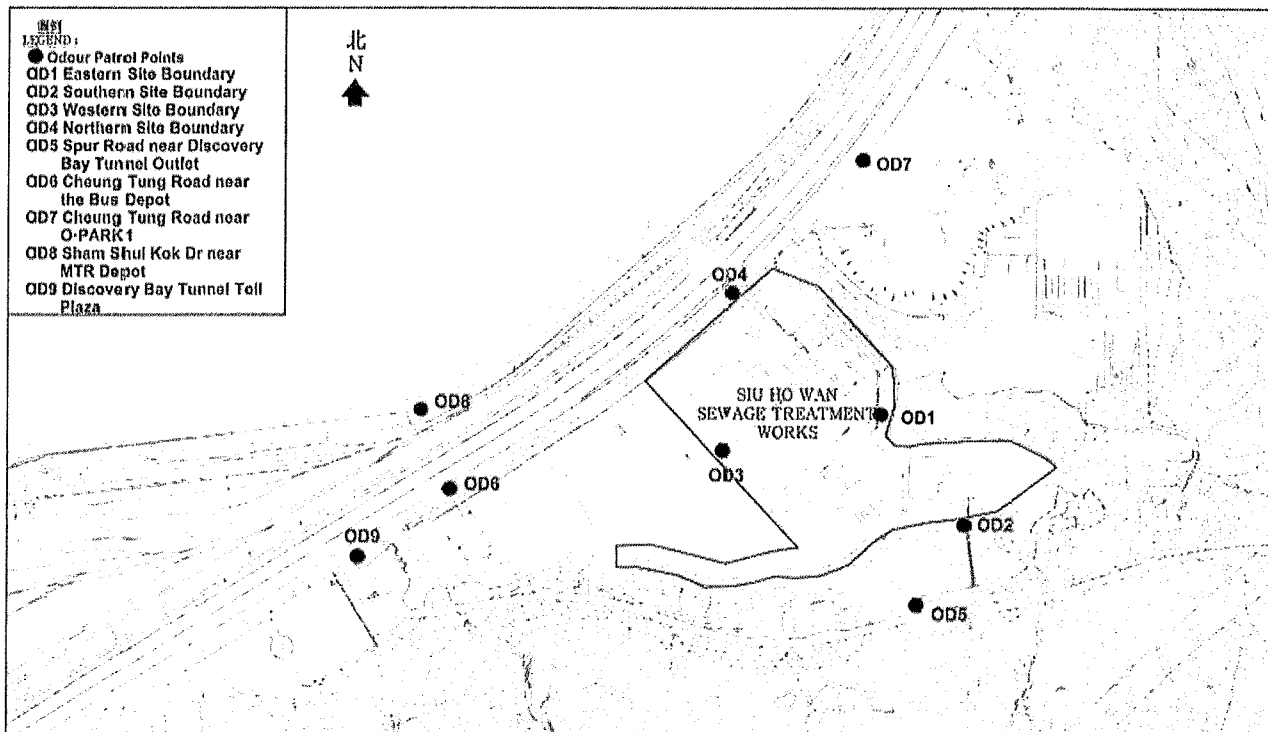 LEGEND :
Odour Patrol Points
OD1 Eastern Site Boundary
OD2 Southern Site Boundary
OD3 Western Site Boundary
OD4 Northern Site Boundary
OD5 Spur Road near Discovery
Bay Tunnel Outlet
OD6 Cheung Tung Road near
the Bus Depot
OD7 Cheung Tung Road near
O·PARK1
OD8 Sham Shui Kok Dr near
MTR Depot
OD9 Discovery Bay Tunnel Toll
Plaza
北
N
OD7
OD4
OD8
SIU HO WAN
SEWAGE TREATMENT
WORKS
OD1
OD3
OD6
OD2
OD9
OD5